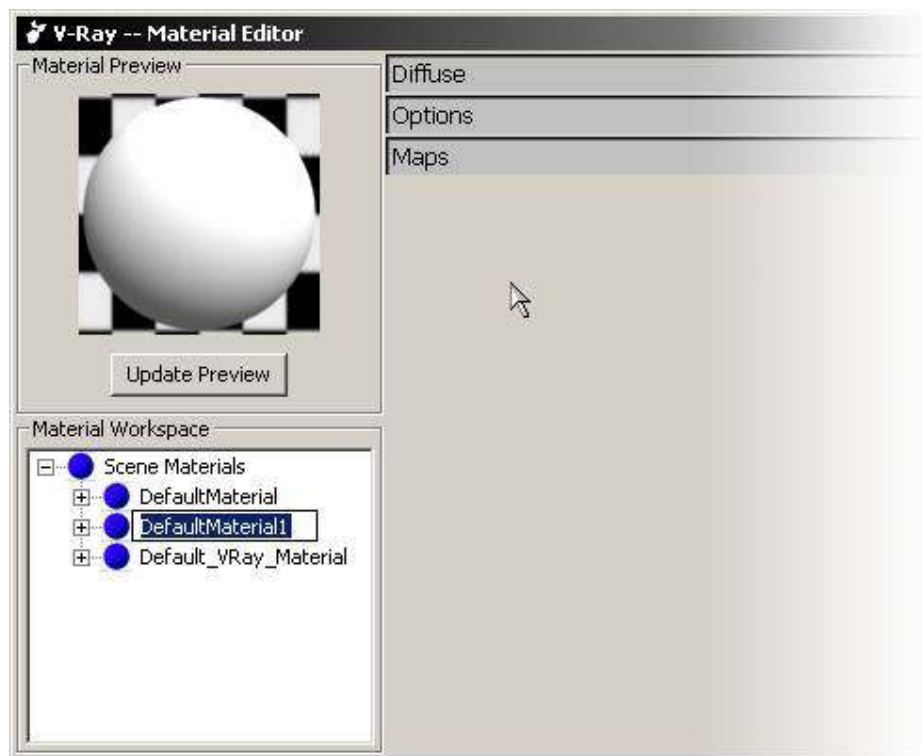 V-Ray -- Material Editor
Material Preview
Update Preview
Diffuse
Options
Maps
Material Workspace
Scene Materials
DefaultMaterial
DefaultMaterial1
Default_VRay_Material